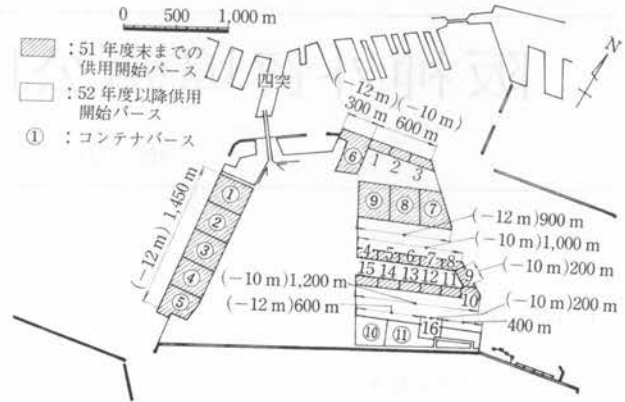 0 500 1,000 m
:51 年度末までの
供用開始バース
:52 年度以降供用
開始バース
① :コンテナバース
四突
N
(−12 m)(−10 m)
300 m 600 m
⑥ 1 2 3
⑨ ⑧ ⑦
(−12 m) 1,450 m
① ② ③ ④ ⑤
(−12 m) 900 m
(−10 m) 1,000 m
4 5 6 7 8
(−10 m) 200 m
9
15 14 13 12 11
10
(−10 m) 1,200 m
(−10 m) 200 m
(−12 m) 600 m
400 m
16
⑩ ⑪